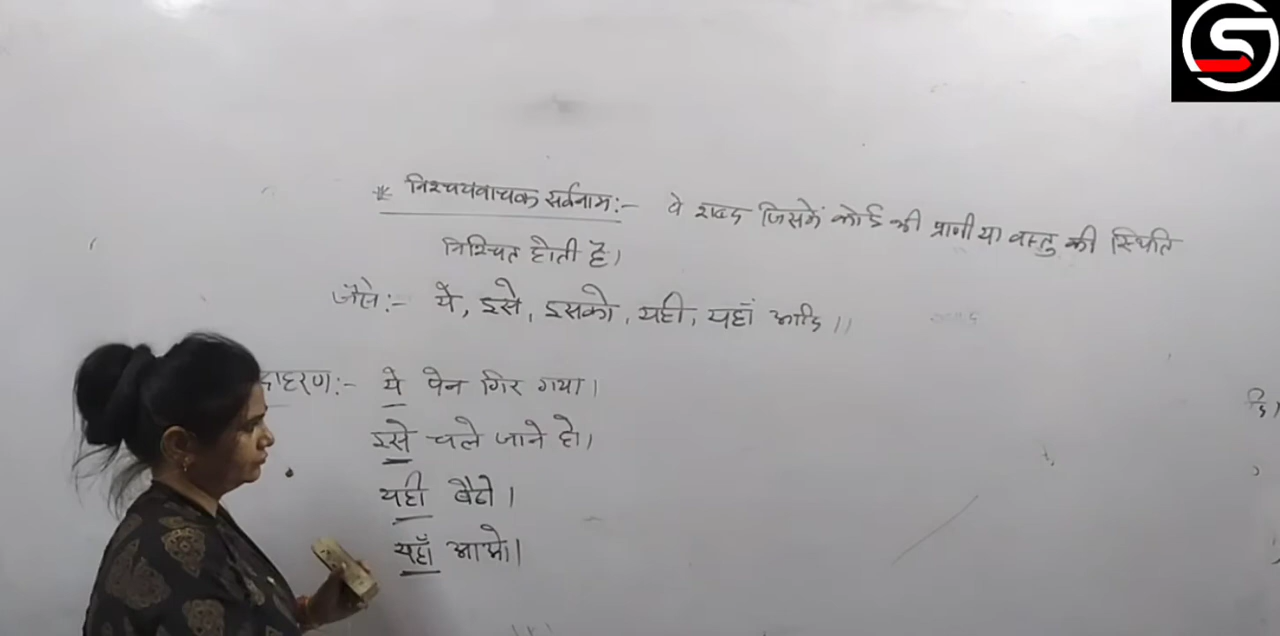 * निश्चयवाचक सर्वनाम :- वे शब्द जिसमें कोई भी प्राणी या वस्तु की स्थिति
निश्चित होती है।
जैसे :- ये, इसे, इसको, यही, यहाँ आदि ।।
दाहरण :- ये पेन गिर गया।
इसे चले जाने दो।
यही बैठो ।
यहाँ आओ।